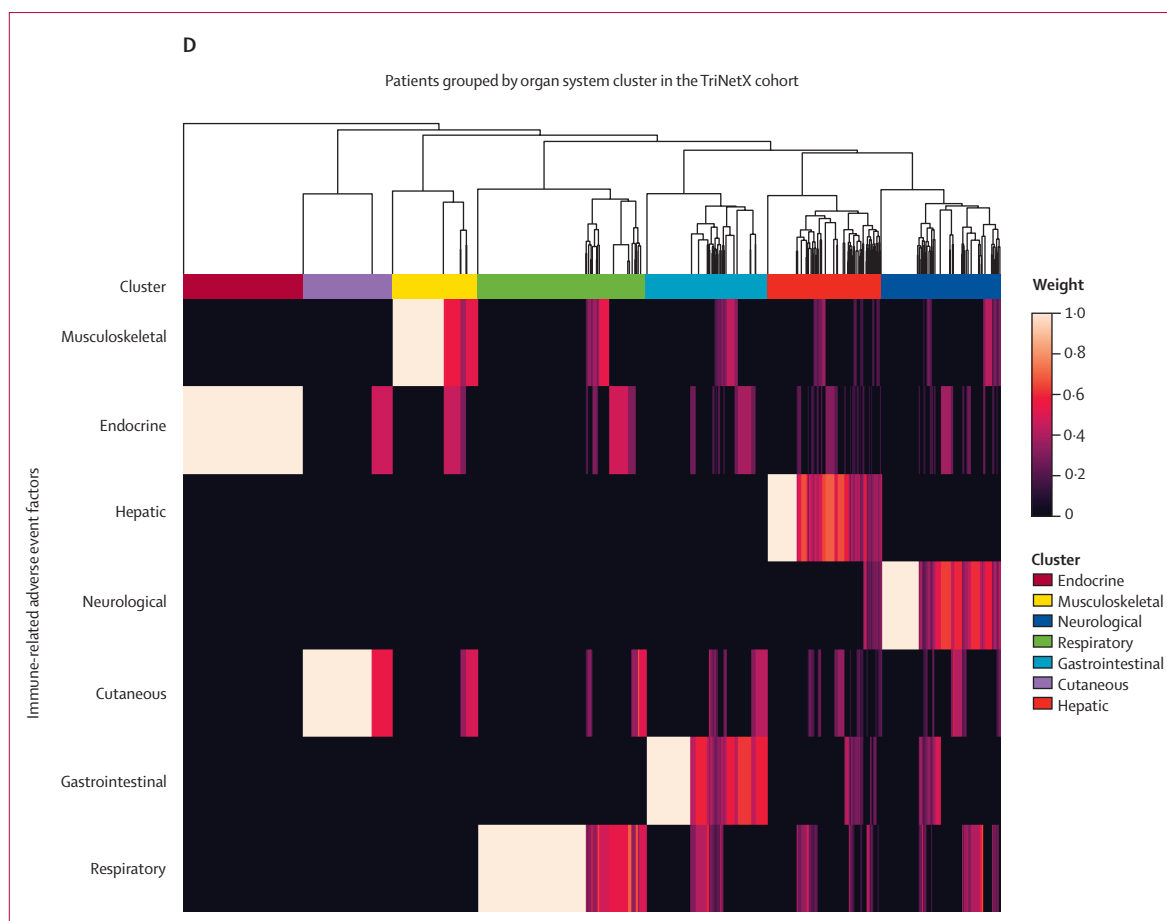 D
Patients grouped by organ system cluster in the TriNetX cohort
Cluster
Musculoskeletal
Endocrine
Hepatic
Neurological
Cutaneous
Gastrointestinal
Respiratory
Immune-related adverse event factors
Weight
1·0
0·8
0·6
0·4
0·2
0
Cluster
Endocrine
Musculoskeletal
Neurological
Respiratory
Gastrointestinal
Cutaneous
Hepatic